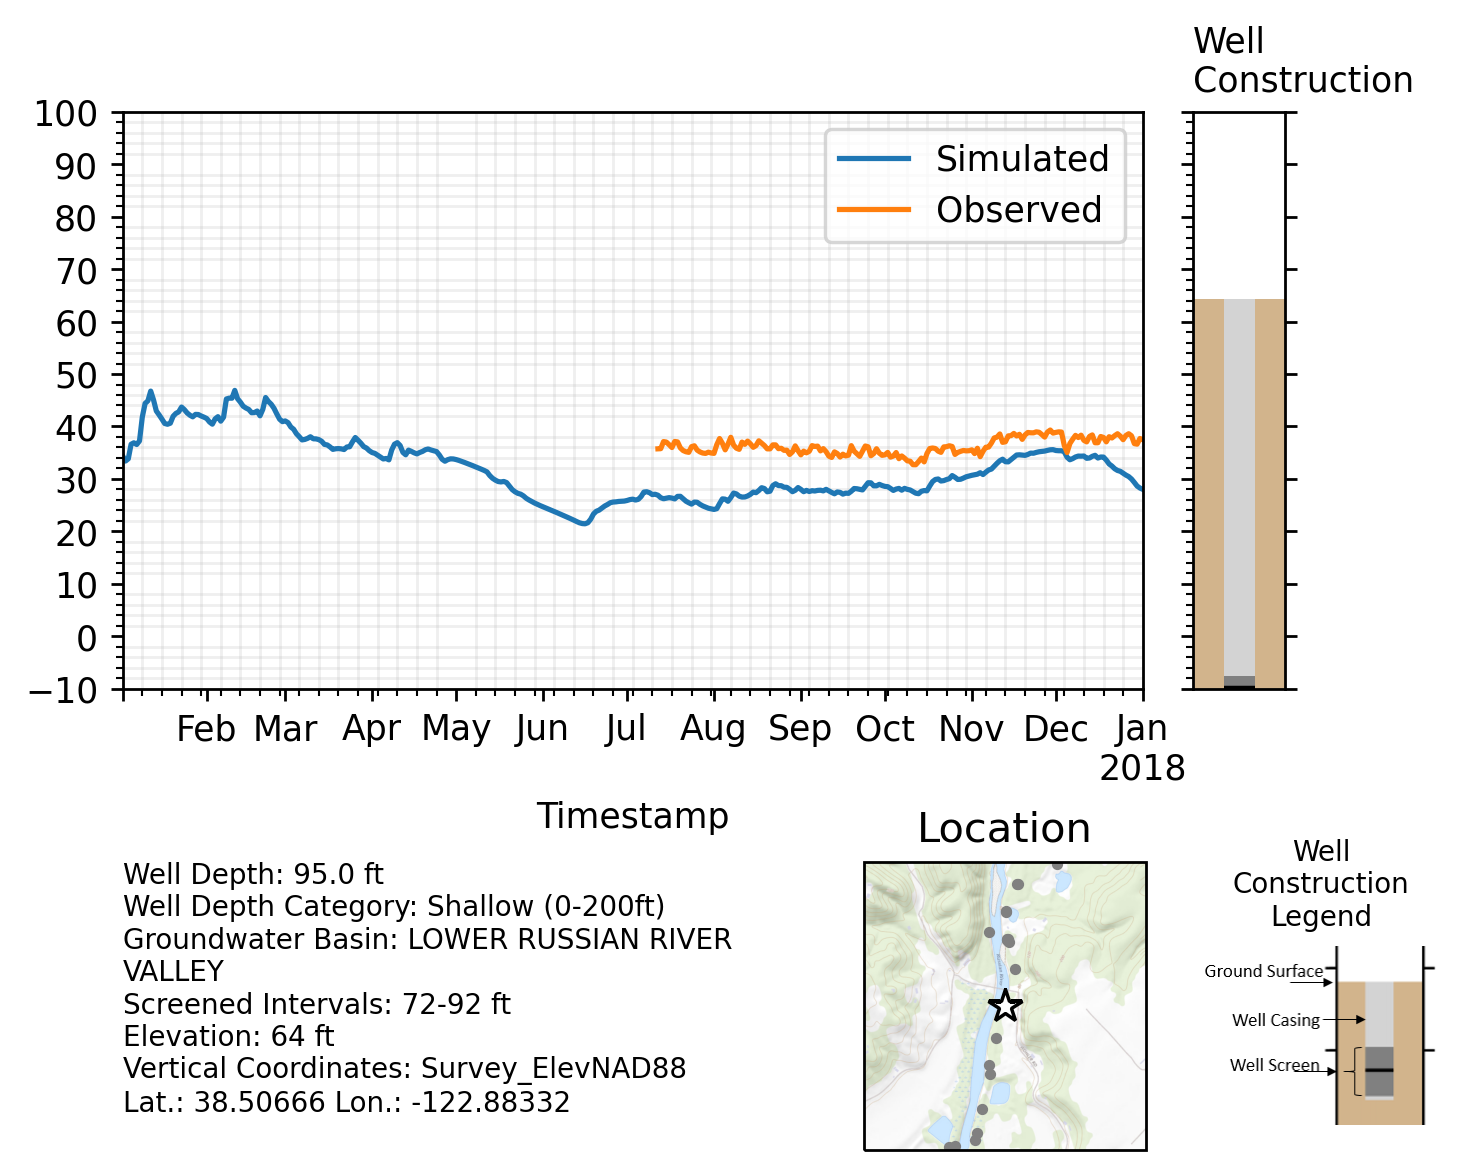 Well
Construction
100
90
80
70
60
50
40
30
20
10
0
−10
Simulated
Observed
Feb Mar Apr May Jun Jul Aug Sep Oct Nov Dec Jan
2018
Timestamp
Well Depth: 95.0 ft
Well Depth Category: Shallow (0-200ft)
Groundwater Basin: LOWER RUSSIAN RIVER
VALLEY
Screened Intervals: 72-92 ft
Elevation: 64 ft
Vertical Coordinates: Survey_ElevNAD88
Lat.: 38.50666 Lon.: -122.88332
Location
Well
Construction
Legend
Ground Surface
Well Casing
Well Screen